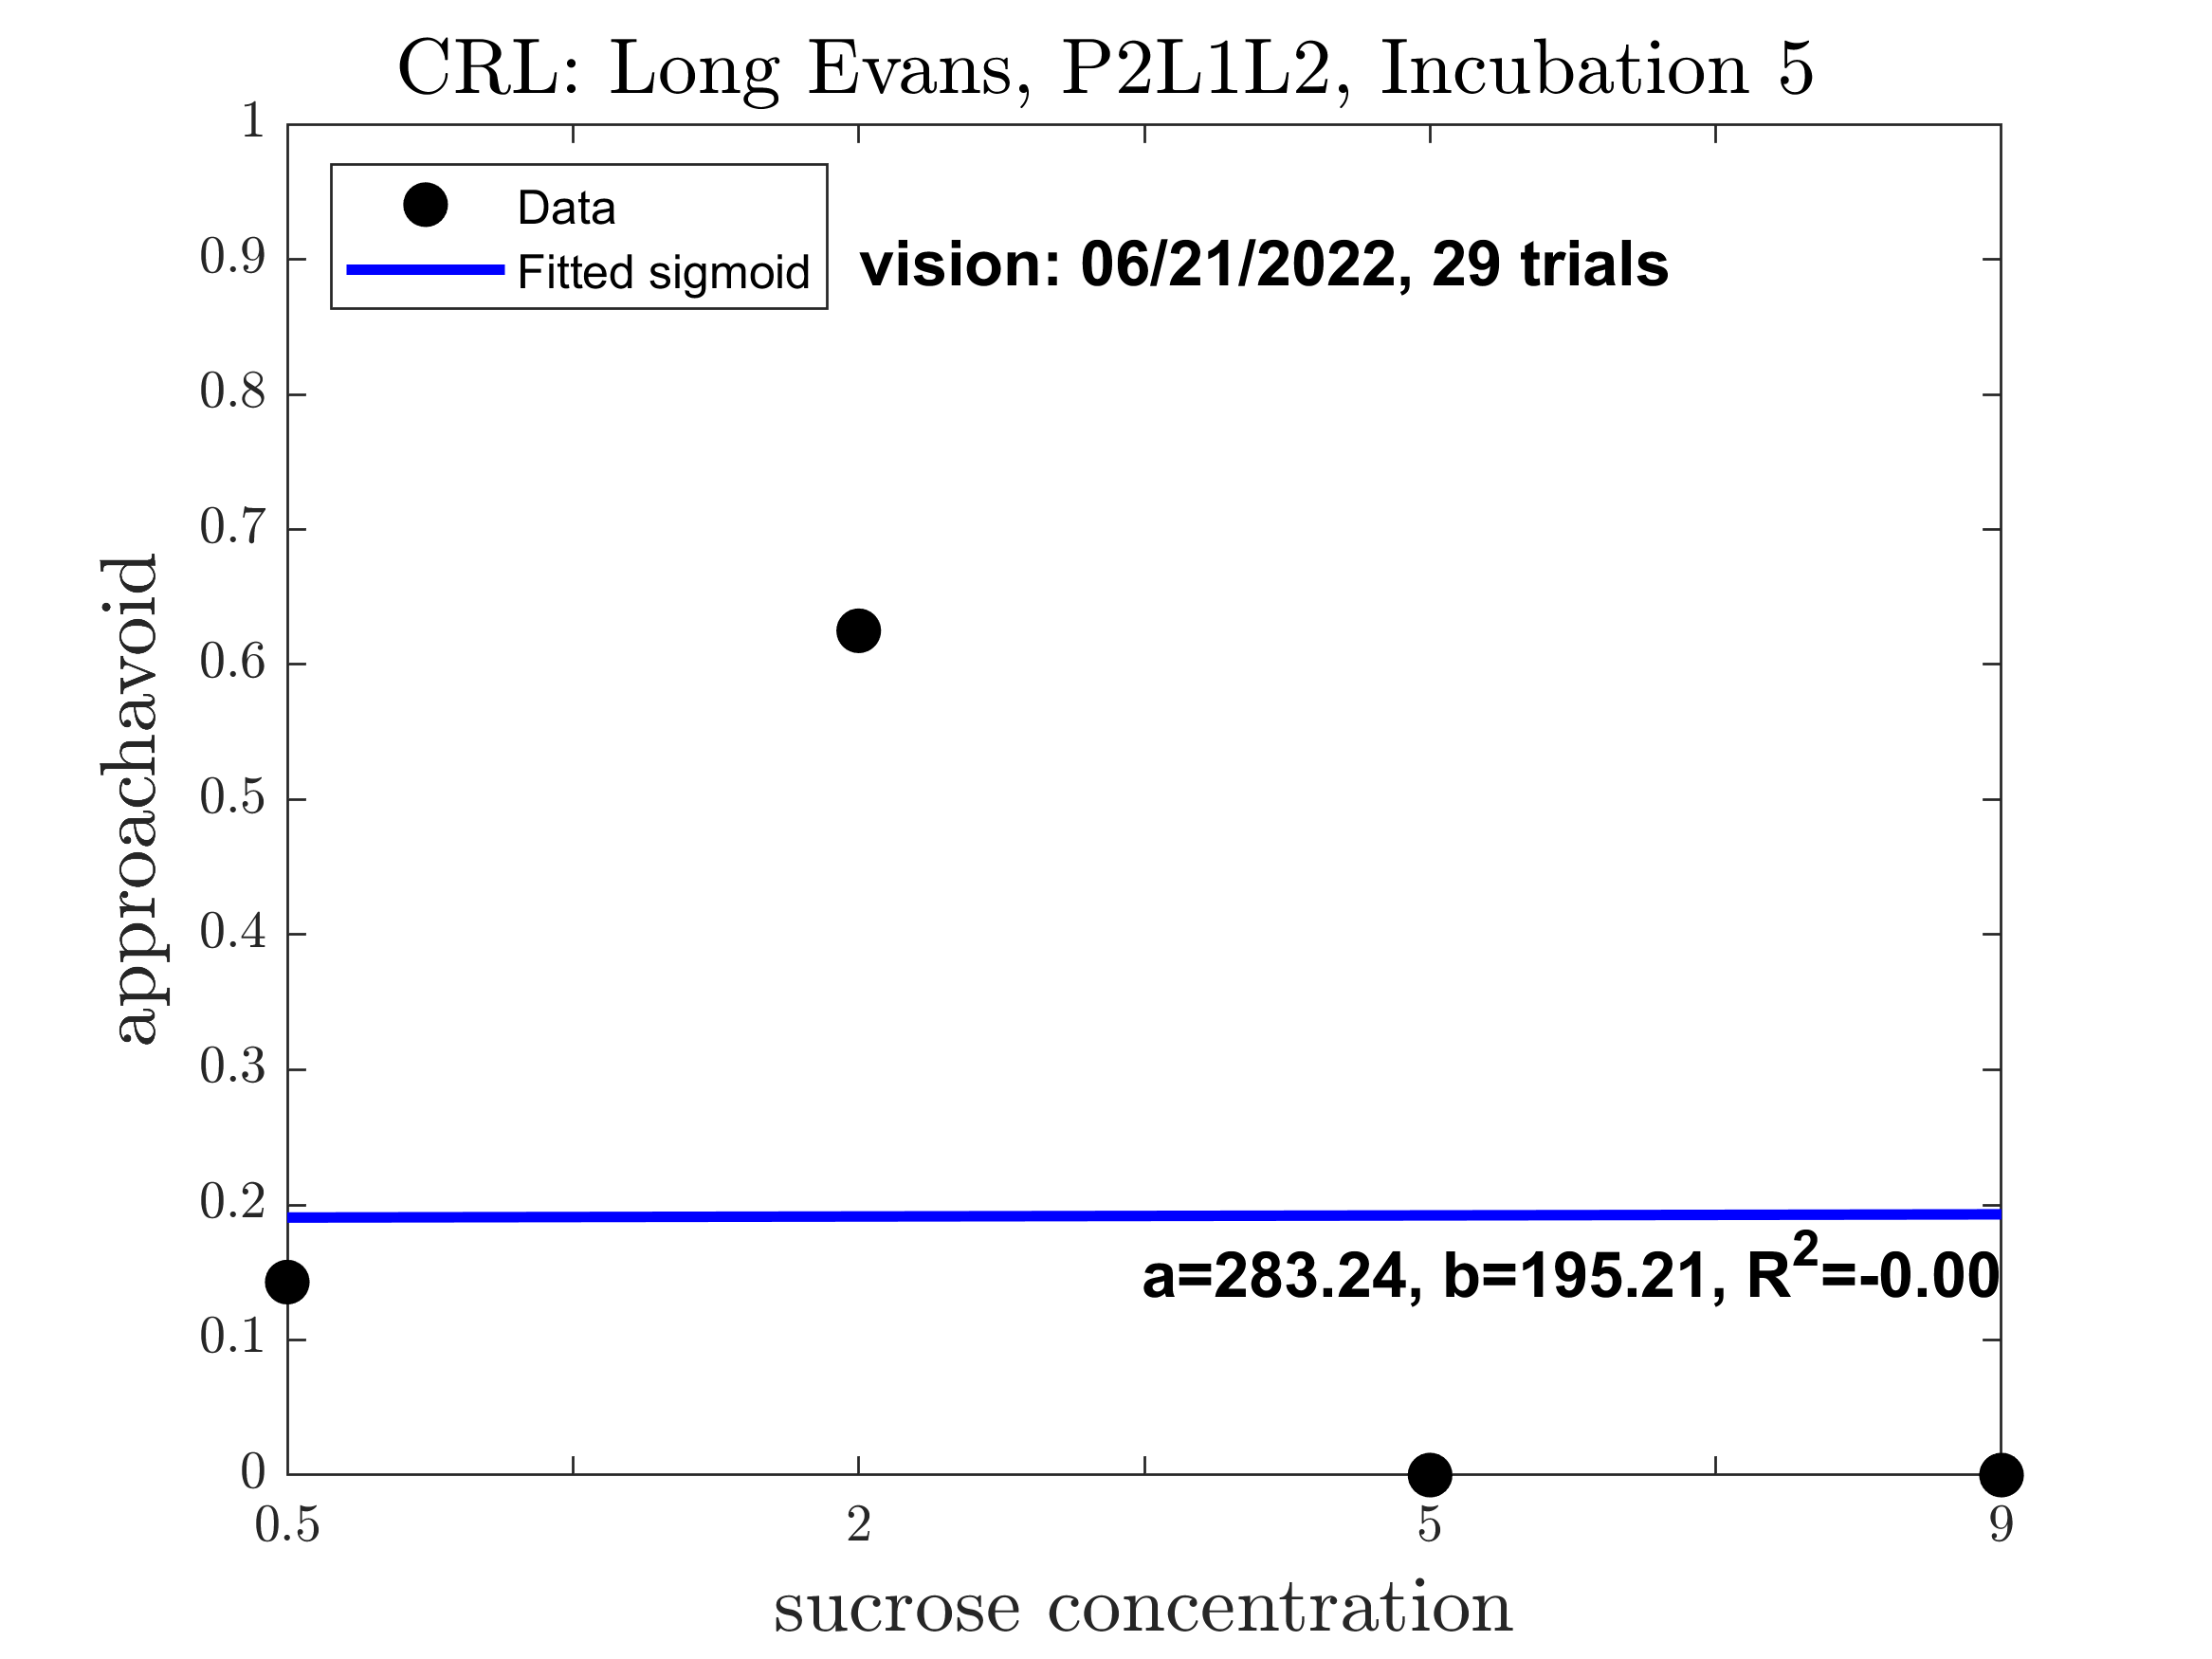 CRL: Long Evans, P2L1L2, Incubation 5
1
Data
Fitted sigmoid
vision: 06/21/2022, 29 trials
0.9
0.8
0.7
0.6
0.5
0.4
0.3
0.2
0.1
0
approachavoid
a=283.24, b=195.21, R²=-0.00
0.5 2 5 9
sucrose concentration